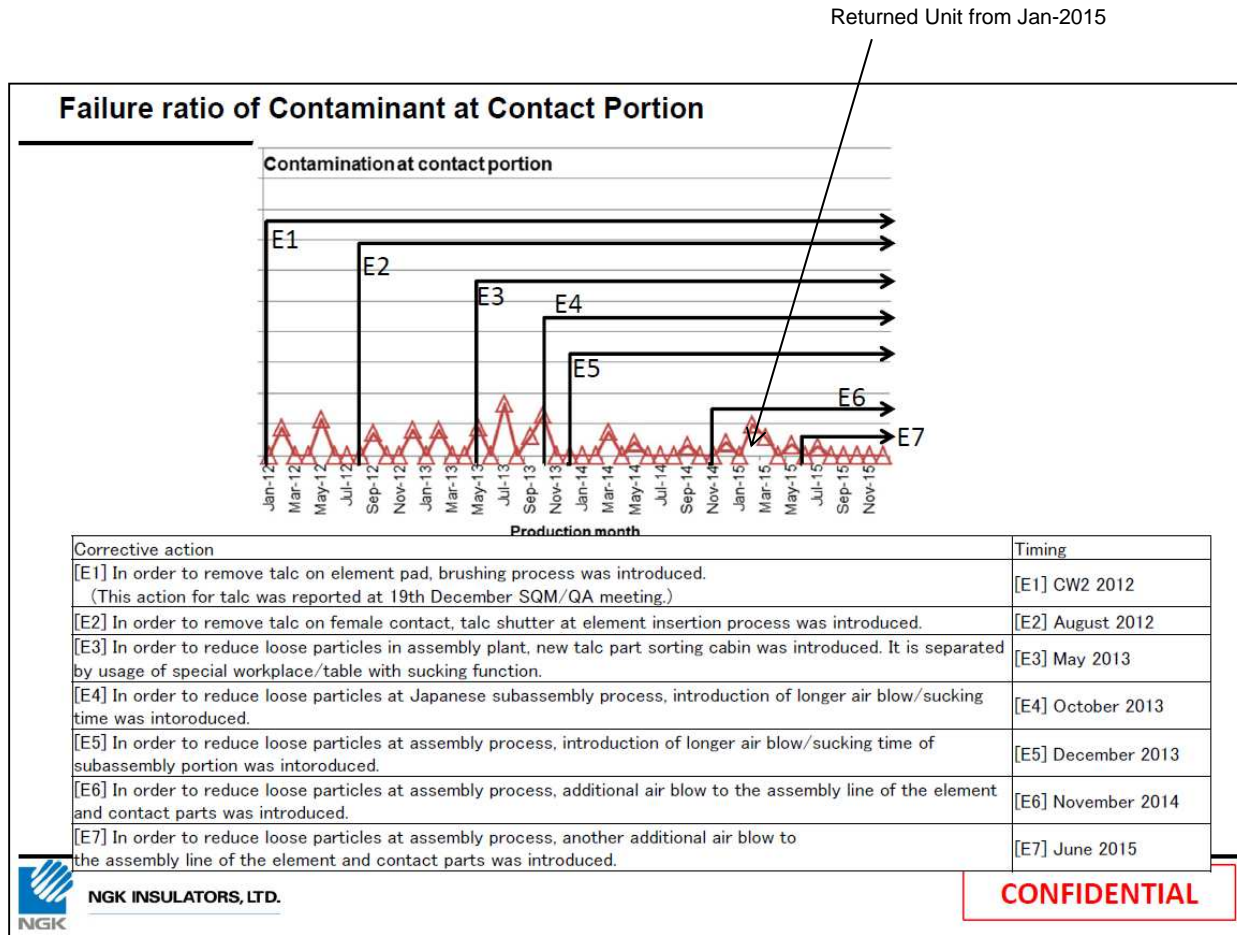 Returned Unit from Jan-2015
Failure ratio of Contaminant at Contact Portion
Contamination at contact portion
E1
E2
E3
E4
E5
E6
E7
Jan-12
Mar-12
May-12
Jul-12
Sep-12
Nov-12
Jan-13
Mar-13
May-13
Jul-13
Sep-13
Nov-13
Jan-14
Mar-14
May-14
Jul-14
Sep-14
Nov-14
Jan-15
Mar-15
May-15
Jul-15
Sep-15
Nov-15
Production month
Corrective action
Timing
[E1] In order to remove talc on element pad, brushing process was introduced.
(This action for talc was reported at 19th December SQM/QA meeting.)
[E1] CW2 2012
[E2] In order to remove talc on female contact, talc shutter at element insertion process was introduced.
[E2] August 2012
[E3] In order to reduce loose particles in assembly plant, new talc part sorting cabin was introduced. It is separated
by usage of special workplace/table with sucking function.
[E3] May 2013
[E4] In order to reduce loose particles at Japanese subassembly process, introduction of longer air blow/sucking
time was intoroduced.
[E4] October 2013
[E5] In order to reduce loose particles at assembly process, introduction of longer air blow/sucking time of
subassembly portion was intoroduced.
[E5] December 2013
[E6] In order to reduce loose particles at assembly process, additional air blow to the assembly line of the element
and contact parts was introduced.
[E6] November 2014
[E7] In order to reduce loose particles at assembly process, another additional air blow to
the assembly line of the element and contact parts was introduced.
[E7] June 2015
NGK
NGK INSULATORS, LTD.
CONFIDENTIAL